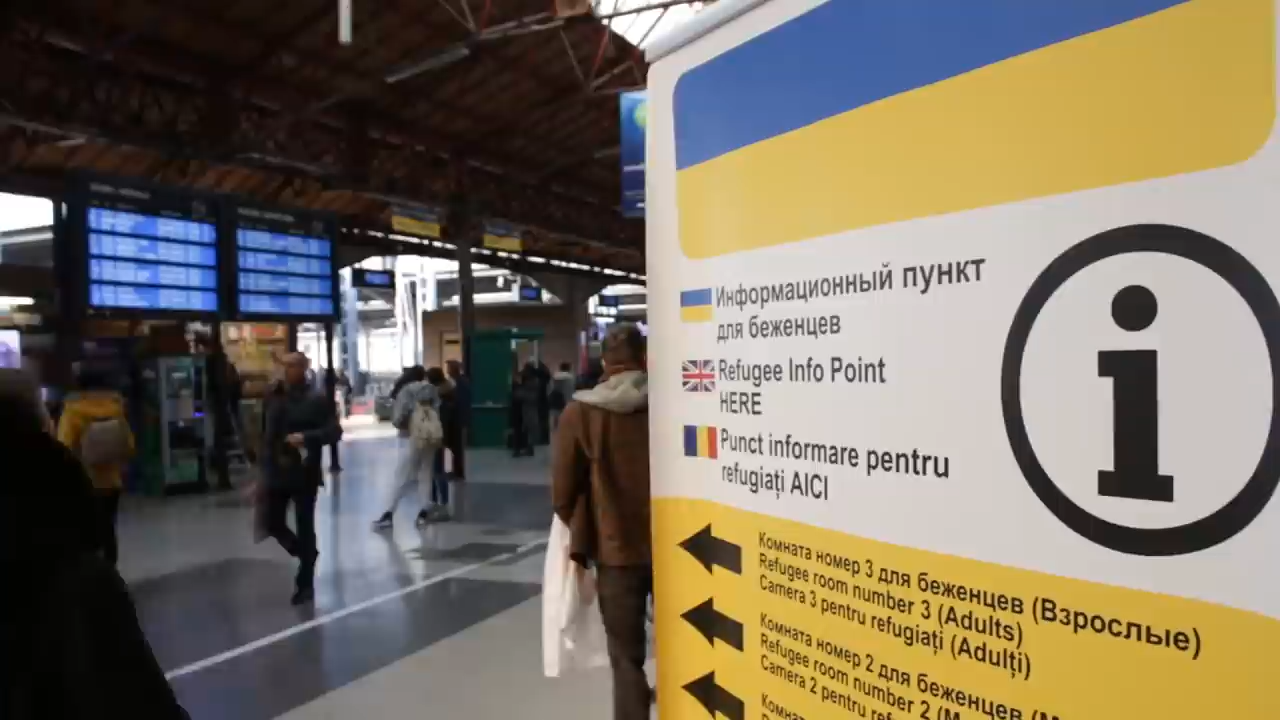 Информационный пункт
для беженцев
Refugee Info Point
HERE
Punct informare pentru
refugiați AICI
Комната номер 3 для беженцев (Взрослые)
Refugee room number 3 (Adults)
Camera 3 pentru refugiați (Adulți)
Комната номер 2 для беженцев
Refugee room number 2
Camera 2 pentru